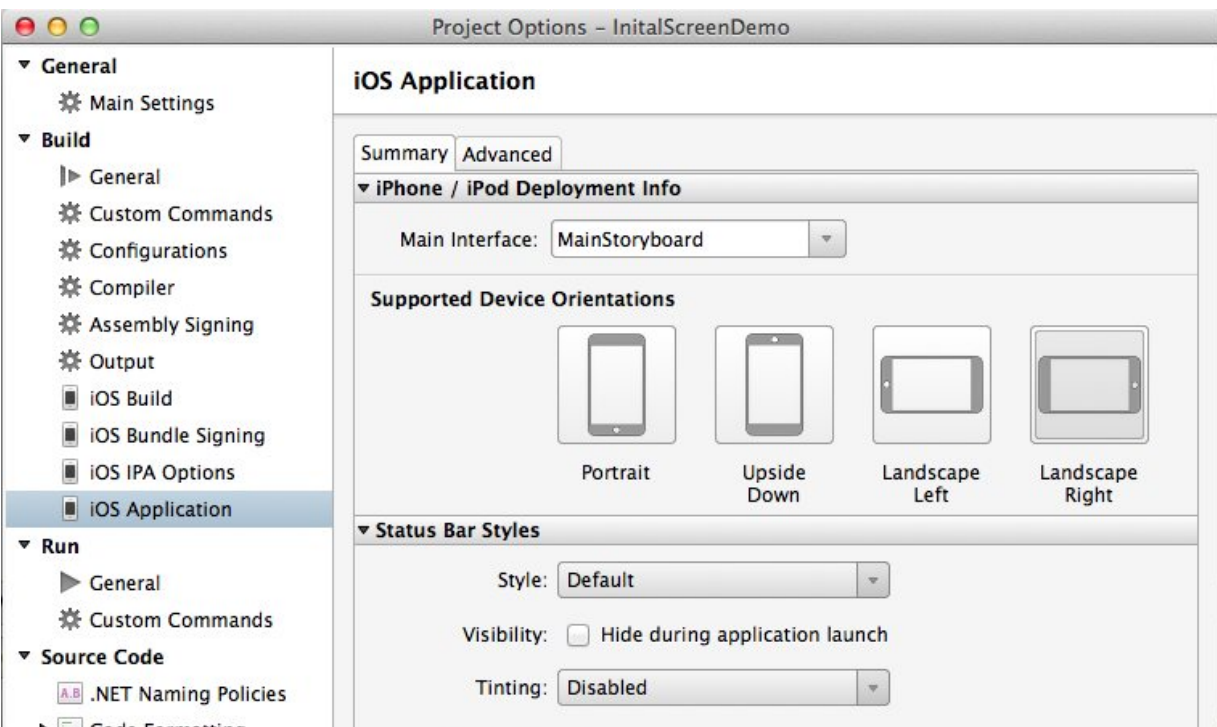 Project Options – InitalScreenDemo
General
Main Settings
Build
General
Custom Commands
Configurations
Compiler
Assembly Signing
Output
iOS Build
iOS Bundle Signing
iOS IPA Options
iOS Application
Run
General
Custom Commands
Source Code
A.B .NET Naming Policies
Code Formatting
iOS Application
Summary Advanced
iPhone / iPod Deployment Info
Main Interface: MainStoryboard
Supported Device Orientations
Portrait
Upside
Down
Landscape
Left
Landscape
Right
Status Bar Styles
Style: Default
Visibility: Hide during application launch
Tinting: Disabled